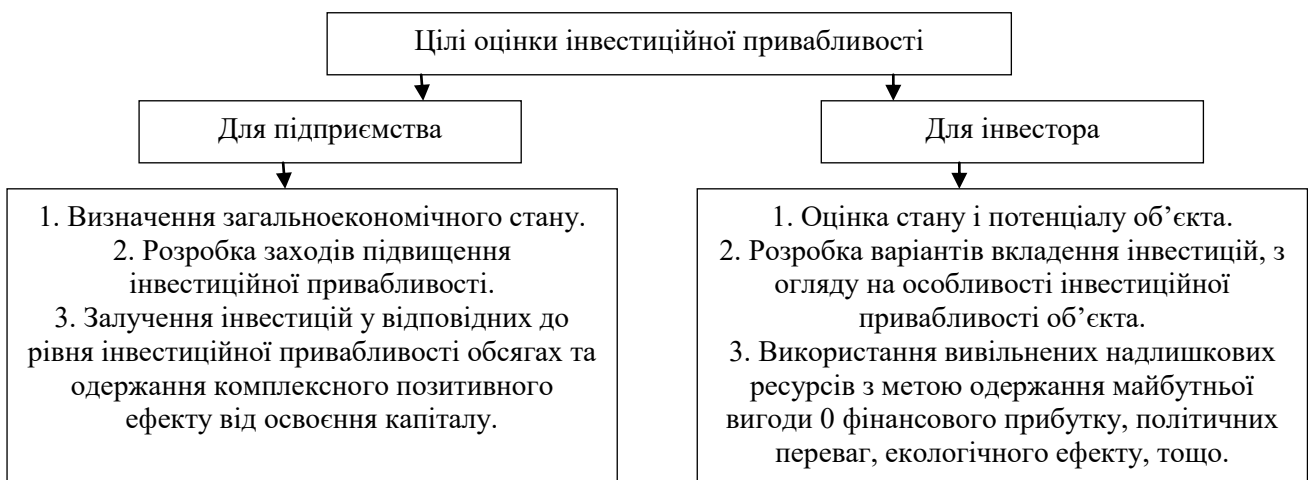 Цілі оцінки інвестиційної привабливості
Для підприємства
Для інвестора
1. Визначення загальноекономічного стану.
2. Розробка заходів підвищення
інвестиційної привабливості.
3. Залучення інвестицій у відповідних до
рівня інвестиційної привабливості обсягах та
одержання комплексного позитивного
ефекту від освоєння капіталу.
1. Оцінка стану і потенціалу об’єкта.
2. Розробка варіантів вкладення інвестицій, з
огляду на особливості інвестиційної
привабливості об’єкта.
3. Використання вивільнених надлишкових
ресурсів з метою одержання майбутньої
вигоди 0 фінансового прибутку, політичних
переваг, екологічного ефекту, тощо.